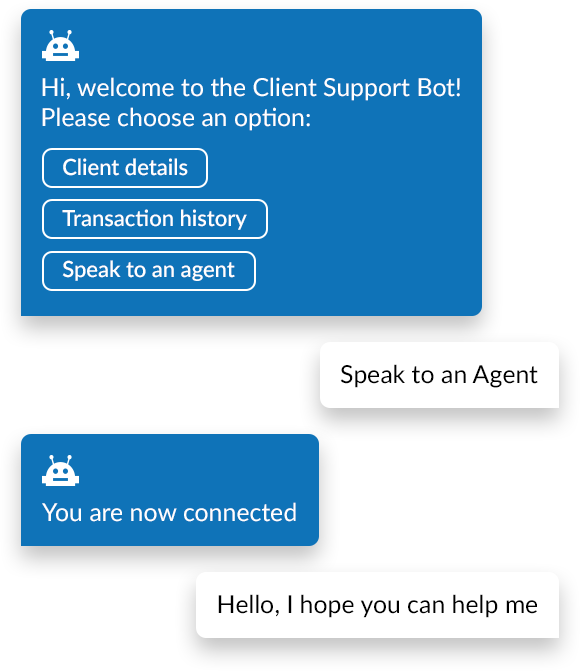 Hi, welcome to the Client Support Bot!
Please choose an option:
Client details
Transaction history
Speak to an agent
Speak to an Agent
You are now connected
Hello, I hope you can help me